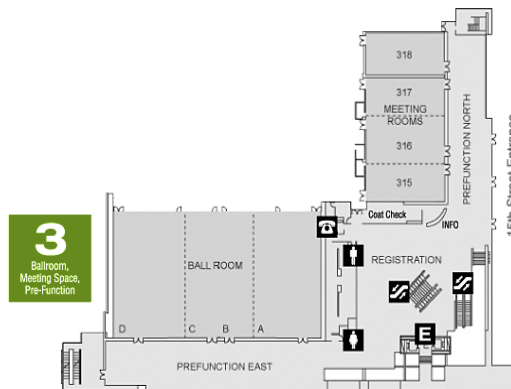 318
317
MEETING
ROOMS
316
315
PREFUNCTION NORTH
15th Street Entrance
Coat Check
INFO
3
Ballroom,
Meeting Space,
Pre-Function
BALL ROOM
REGISTRATION
E
D
C
B
A
PREFUNCTION EAST